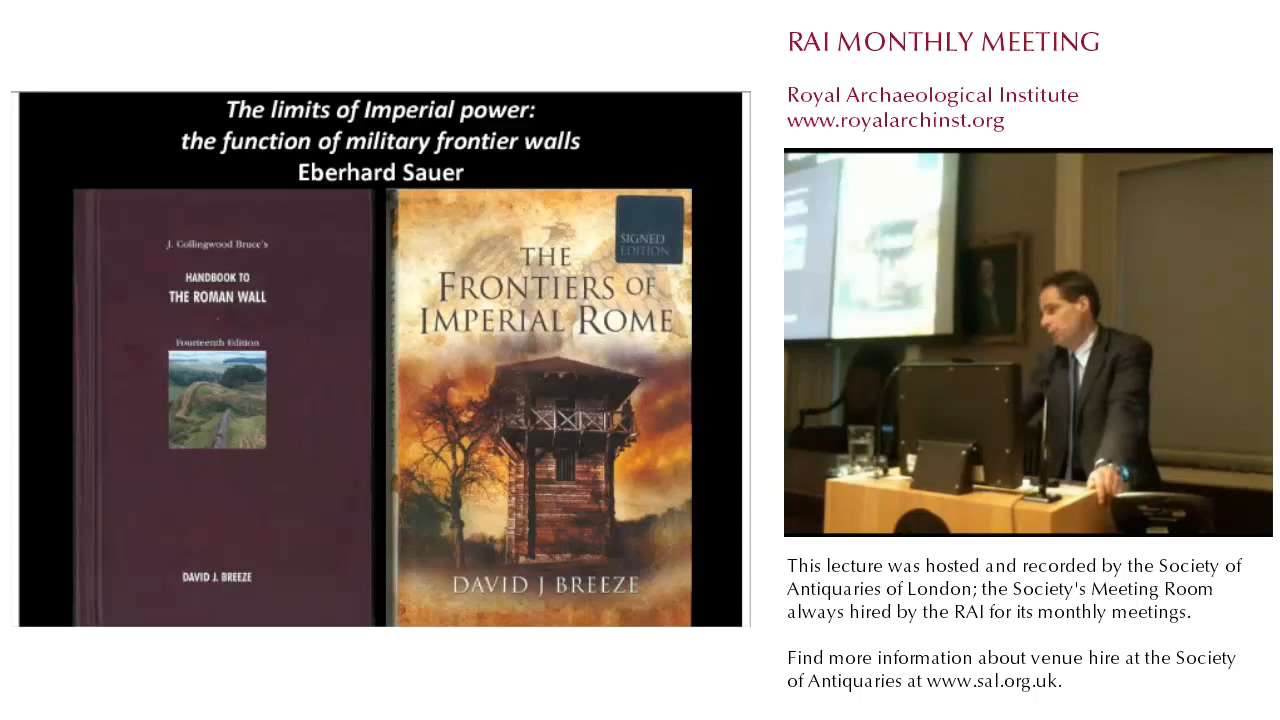 The limits of Imperial power:
the function of military frontier walls
Eberhard Sauer
J. Collingwood Bruce's
HANDBOOK TO
THE ROMAN WALL
Fourteenth Edition
DAVID J. BREEZE
SIGNED
EDITION
THE
FRONTIERS OF
IMPERIAL ROME
DAVID J BREEZE
RAI MONTHLY MEETING
Royal Archaeological Institute
www.royalarchinst.org
This lecture was hosted and recorded by the Society of
Antiquaries of London; the Society's Meeting Room
always hired by the RAI for its monthly meetings.
Find more information about venue hire at the Society
of Antiquaries at www.sal.org.uk.